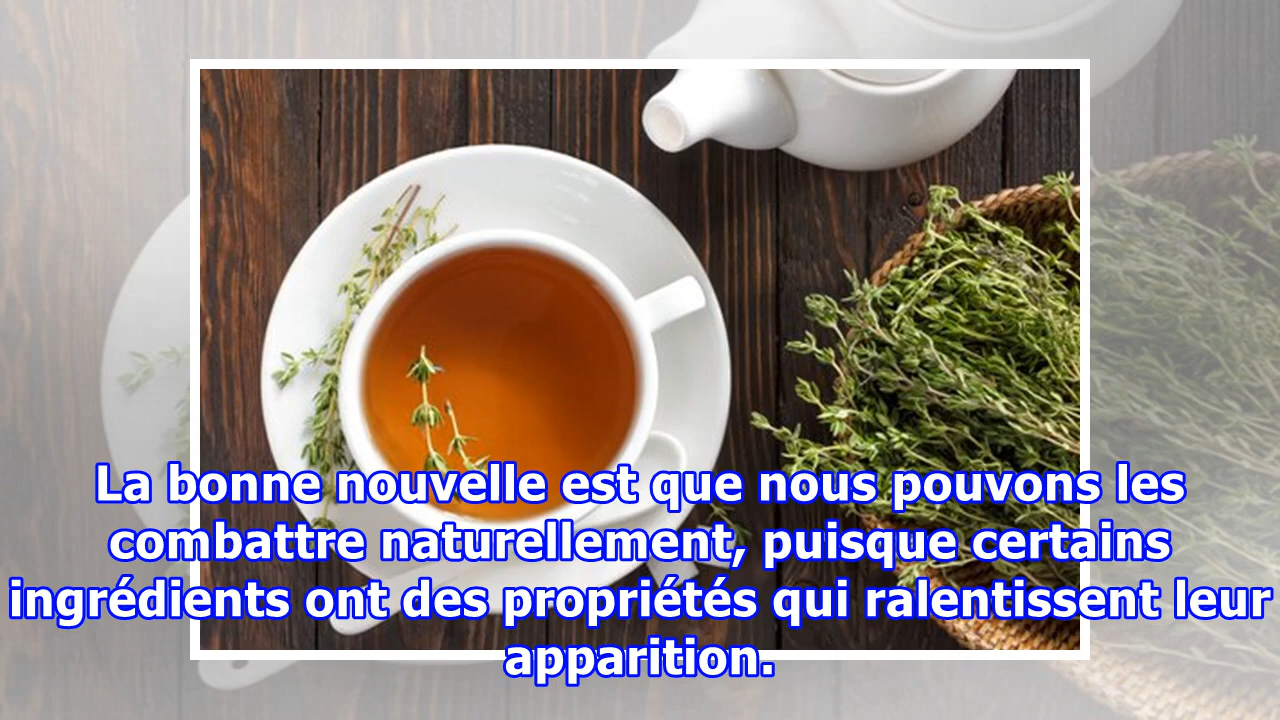 La bonne nouvelle est que nous pouvons les
combattre naturellement, puisque certains
ingrédients ont des propriétés qui ralentissent leur
apparition.